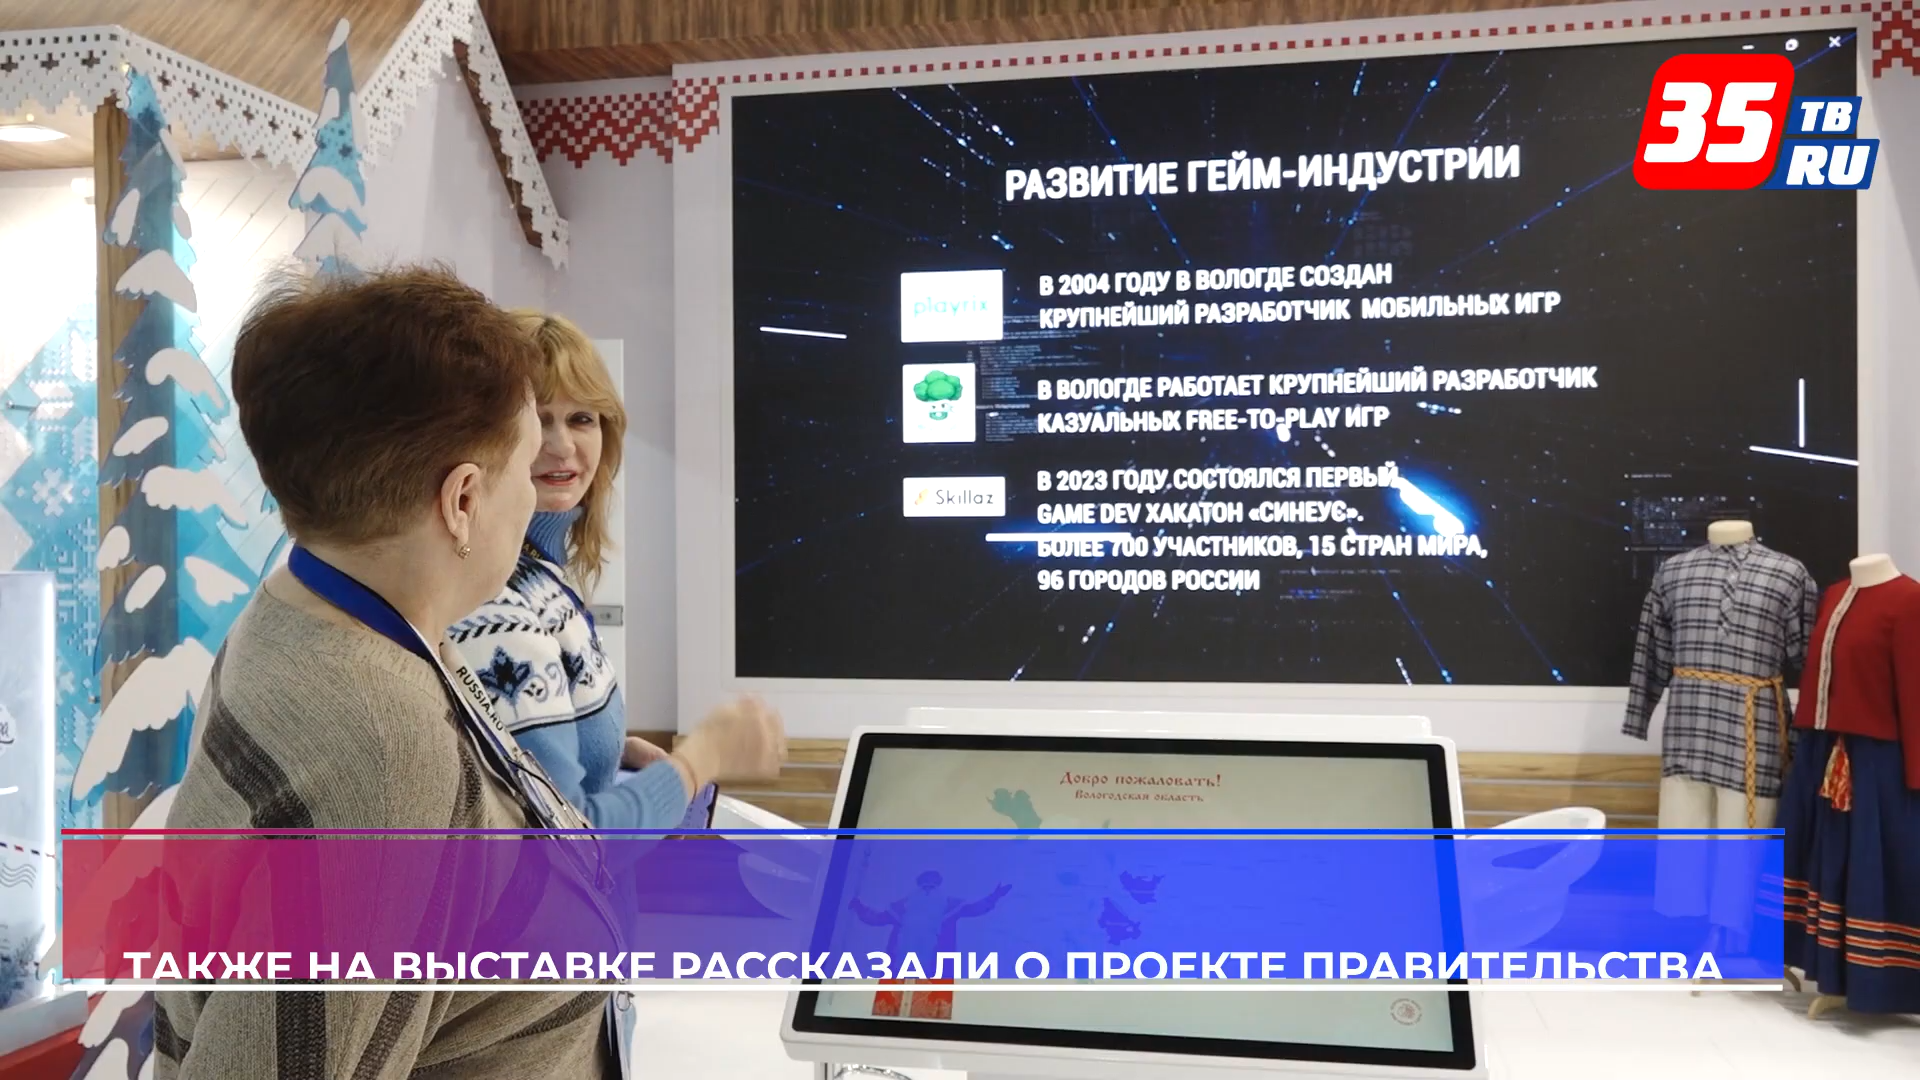 35
ТВ
RU
РАЗВИТИЕ ГЕЙМ-ИНДУСТРИИ
playrix
В 2004 ГОДУ В ВОЛОГДЕ СОЗДАН
КРУПНЕЙШИЙ РАЗРАБОТЧИК МОБИЛЬНЫХ ИГР
В ВОЛОГДЕ РАБОТАЕТ КРУПНЕЙШИЙ РАЗРАБОТЧИК
КАЗУАЛЬНЫХ FREE-TO-PLAY ИГР
Skillaz
В 2023 ГОДУ СОСТОЯЛСЯ ПЕРВЫЙ
GAME DEV ХАКАТОН «СИНЕУС».
БОЛЕЕ 700 УЧАСТНИКОВ, 15 СТРАН МИРА,
96 ГОРОДОВ РОССИИ
RUSSIA.RU
Добро пожаловать!
Вологодская область
ТАКЖЕ НА ВЫСТАВКЕ РАССКАЗАЛИ О ПРОЕКТЕ ПРАВИТЕЛЬСТВА